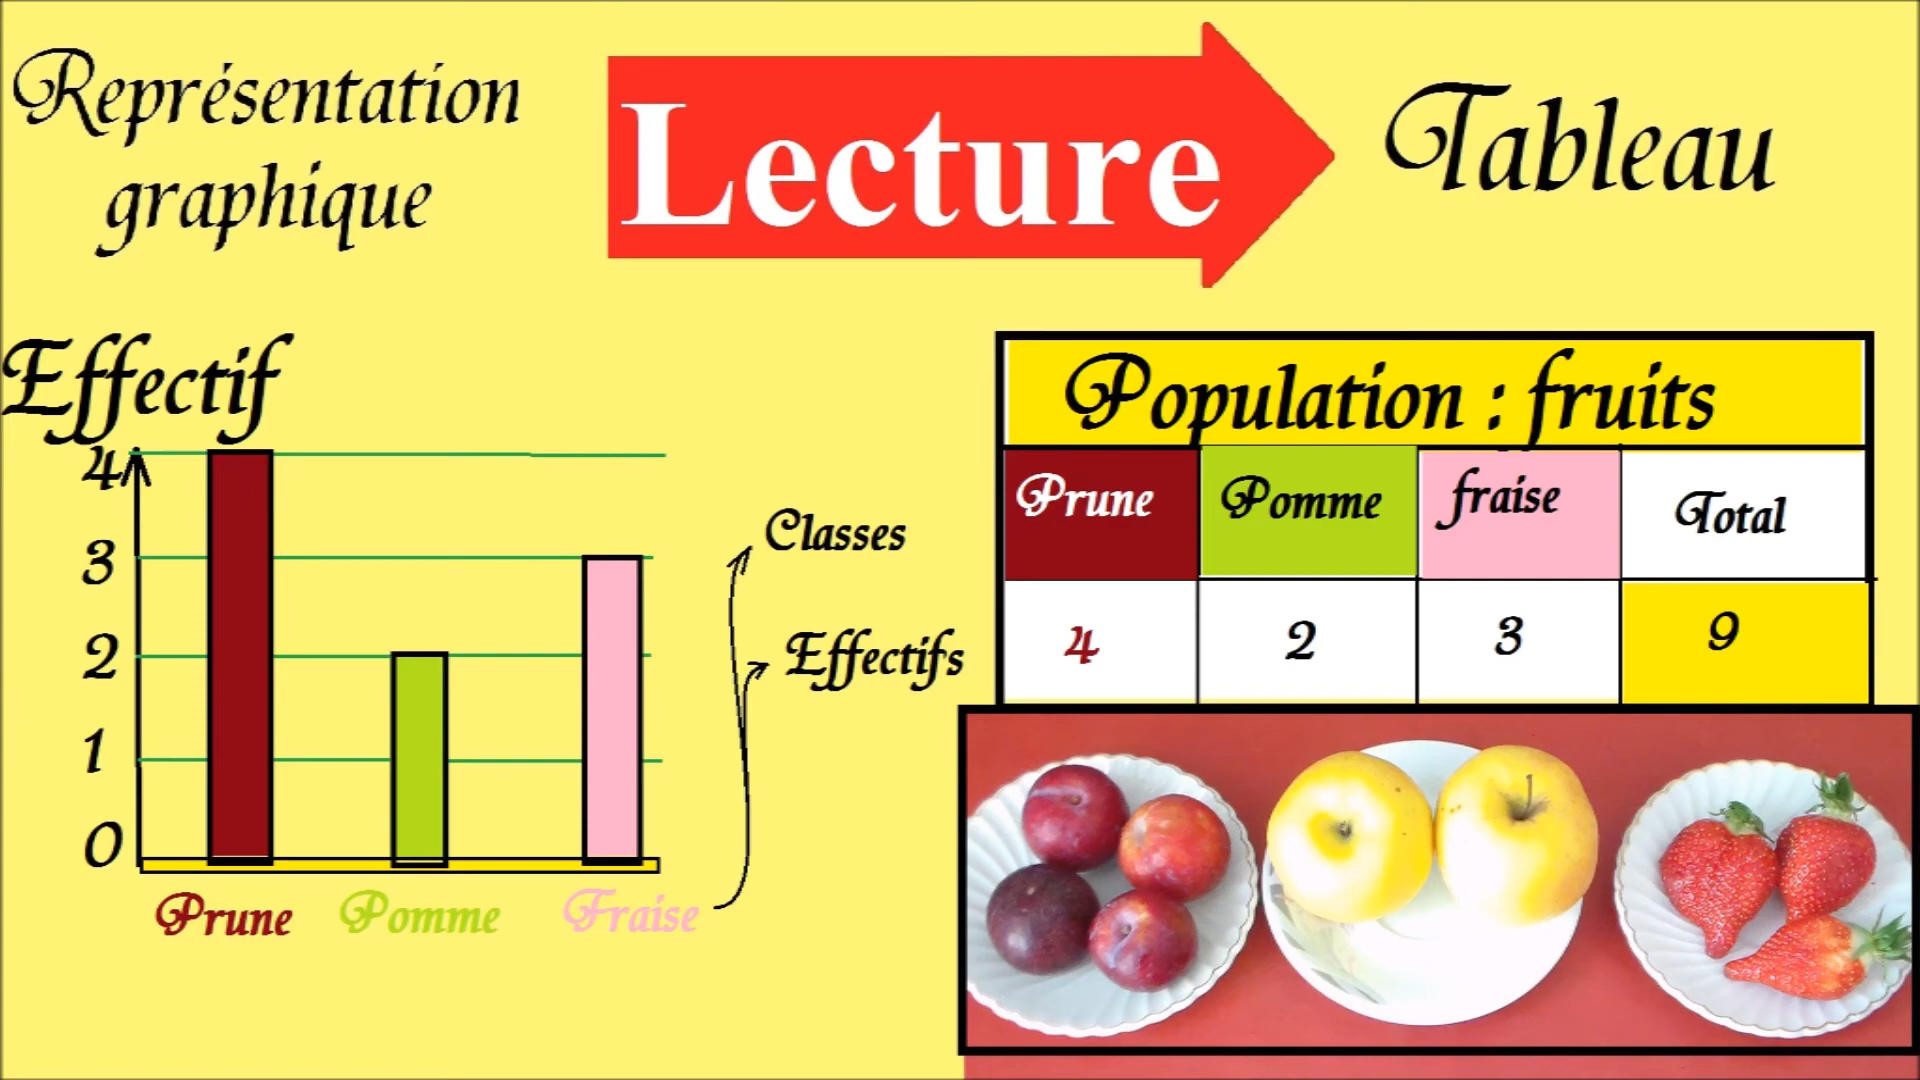 Représentation
graphique
Lecture
Tableau
Effectif
4
3
2
1
0
Prune Pomme Fraise
Classes
Effectifs
Population : fruits
Prune Pomme fraise Total
4 2 3 9